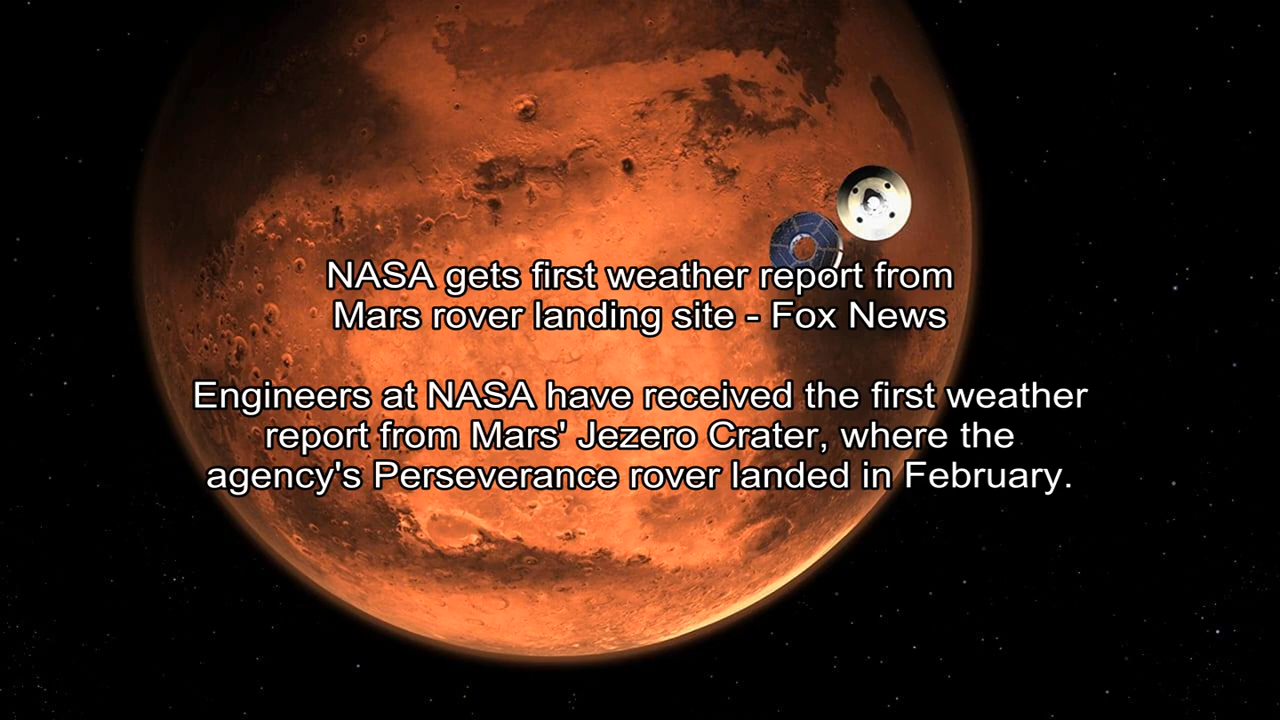 NASA gets first weather report from
Mars rover landing site - Fox News
Engineers at NASA have received the first weather
report from Mars' Jezero Crater, where the
agency's Perseverance rover landed in February.